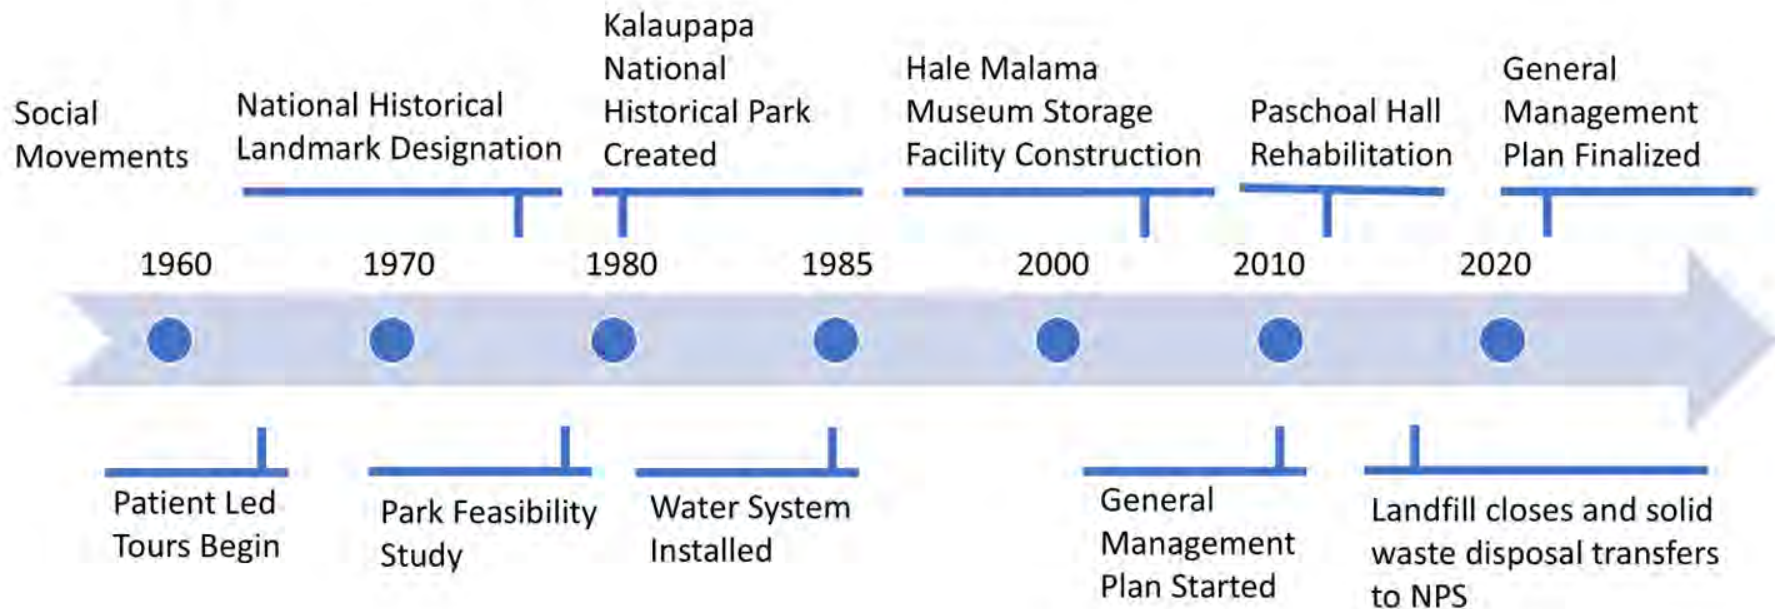 Social
Movements
National Historical
Landmark Designation
Kalaupapa
National
Historical Park
Created
Hale Malama
Museum Storage
Facility Construction
Paschoal Hall
Rehabilitation
General
Management
Plan Finalized
1960
1970
1980
1985
2000
2010
2020
Patient Led
Tours Begin
Park Feasibility
Study
Water System
Installed
General
Management
Plan Started
Landfill closes and solid
waste disposal transfers
to NPS